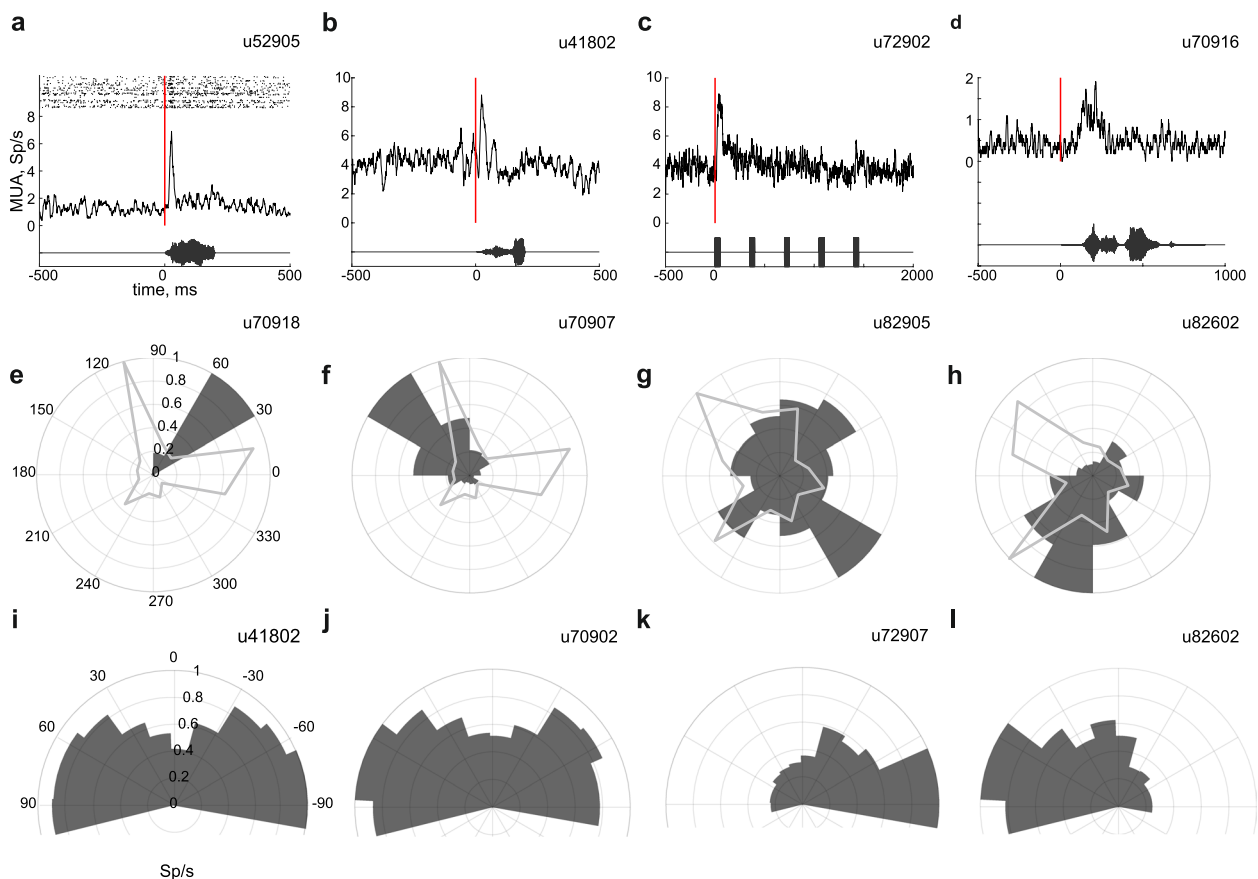 a
u52905
b
u41802
c
u72902
d
u70916
MUA, Sp/s
8
6
4
2
0
-500
0
500
time, ms
10
8
6
4
2
0
-500
0
500
10
8
6
4
2
0
-500
0
2000
2
1
0
-500
0
1000
e
u70918
90
1
120
60
0.8
0.6
150
0.4
30
0.2
180
0
0
210
330
240
300
270
f
u70907
g
u82905
h
u82602
i
u41802
0
1
30
-30
0.8
60
0.6
-60
0.4
0.2
90
0
-90
Sp/s
j
u70902
k
u72907
l
u82602